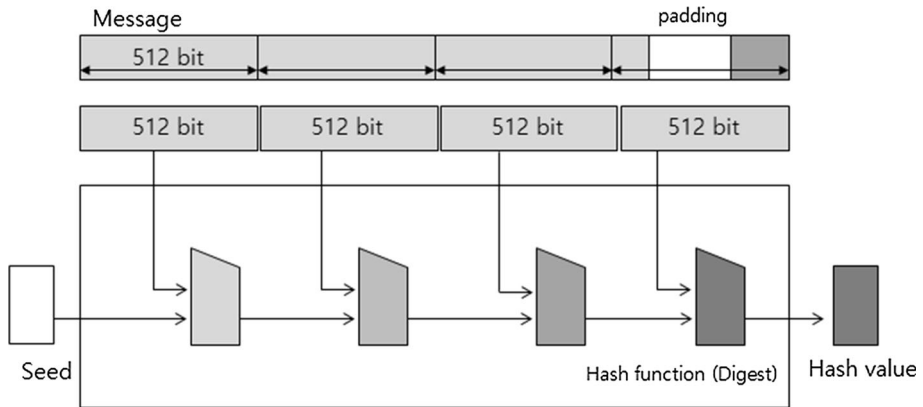 Message
padding
512 bit
512 bit 512 bit 512 bit 512 bit
Seed
Hash function (Digest)
Hash value